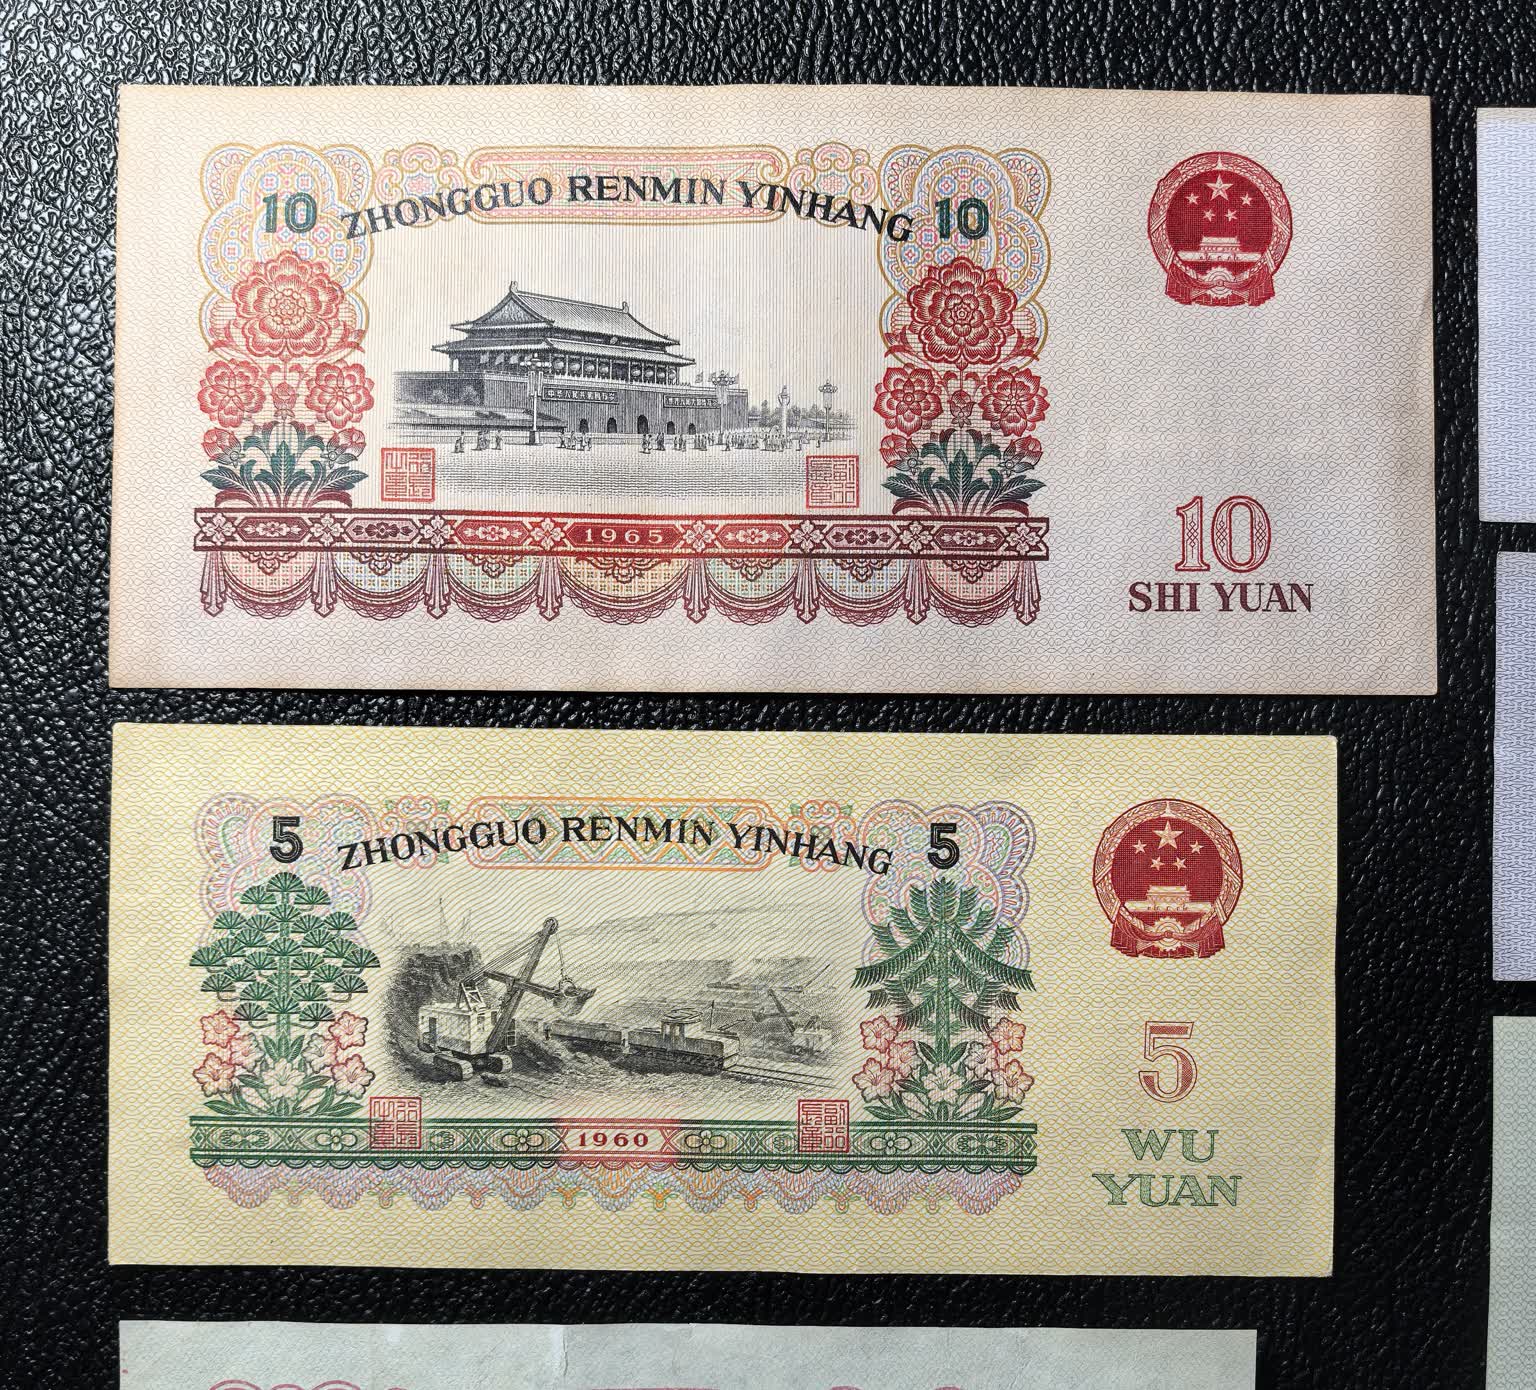 10 ZHONGGUO RENMIN YINHANG 10
1965
10
SHI YUAN
5 ZHONGGUO RENMIN YINHANG 5
1960
5
WU
YUAN